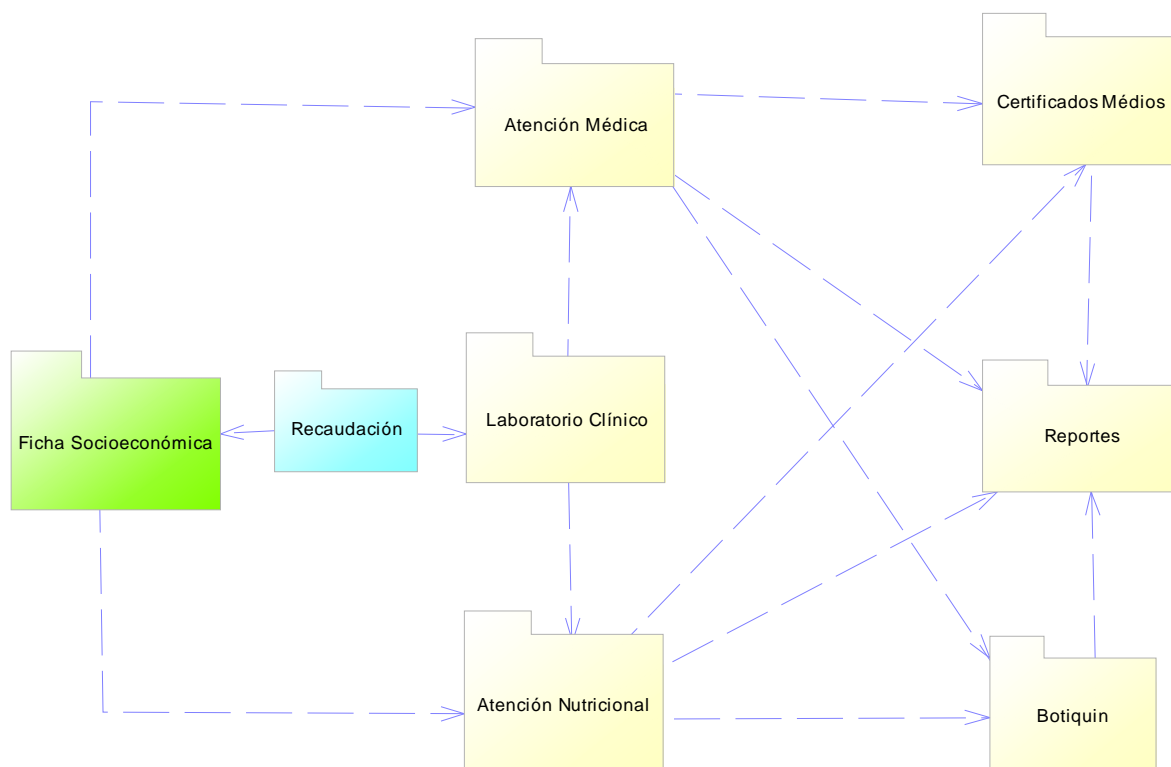 Atención Médica
Certificados Médios
Ficha Socioeconómica
Recaudación
Laboratorio Clínico
Reportes
Atención Nutricional
Botiquin